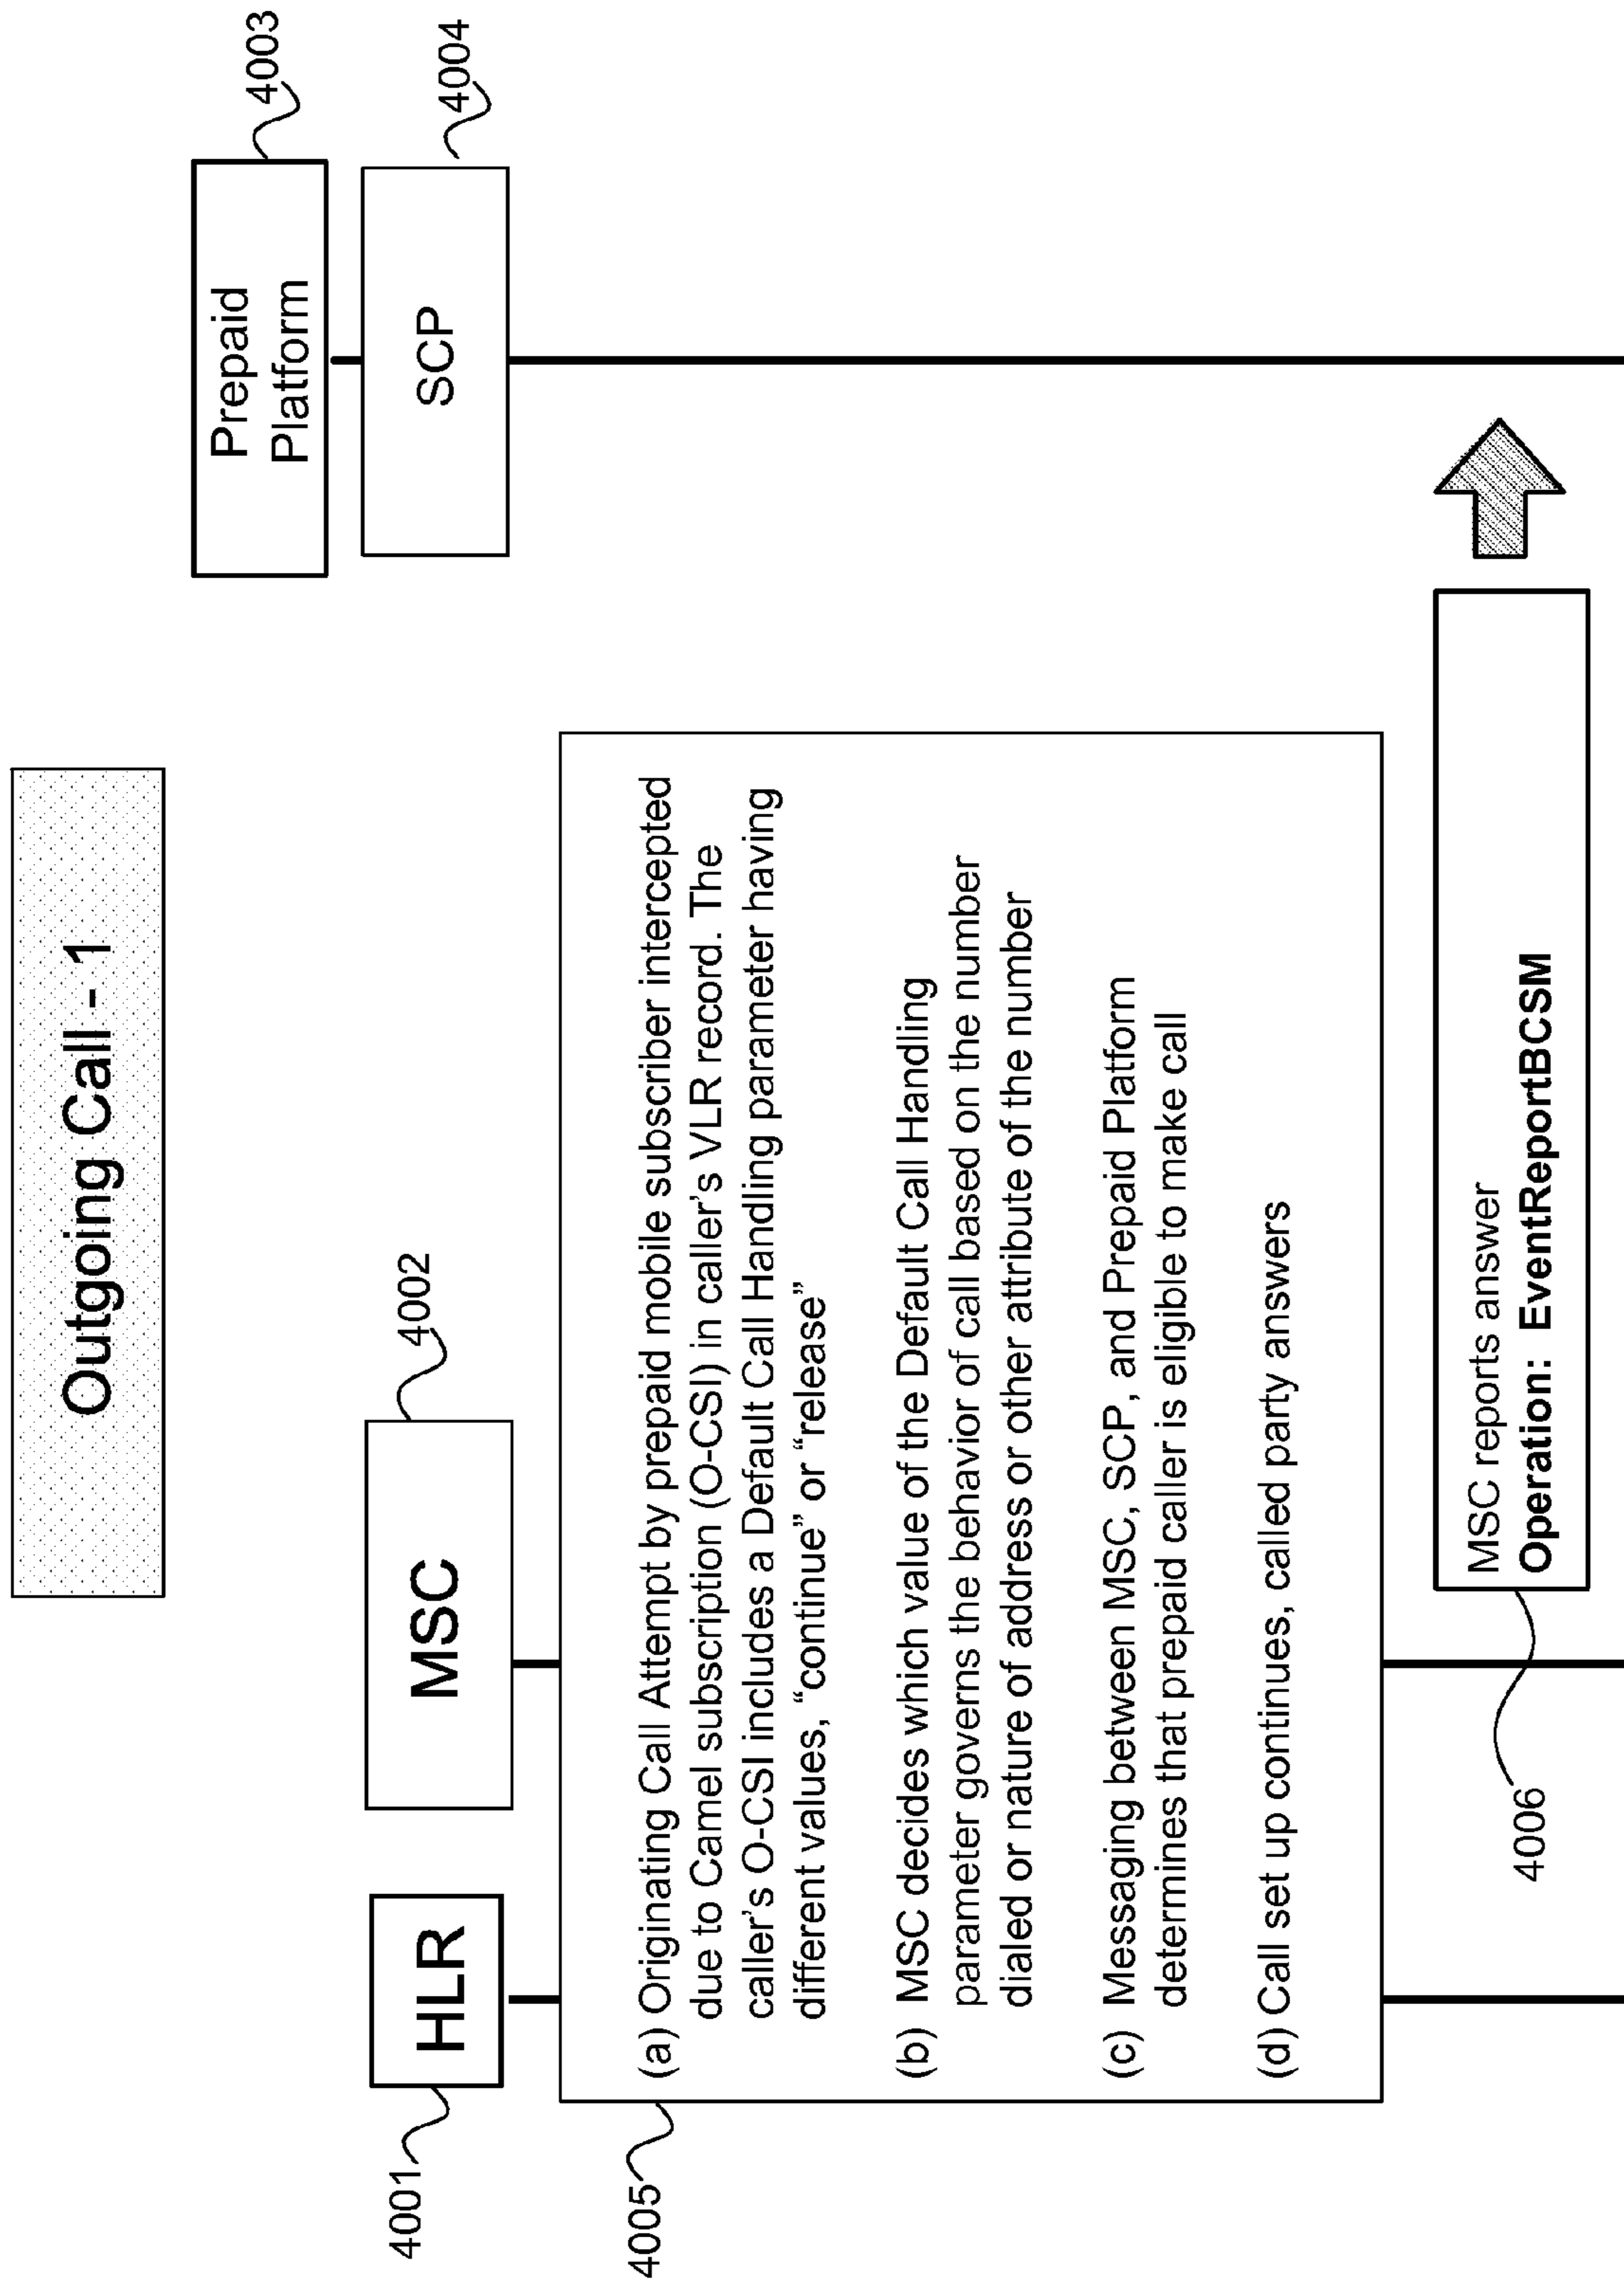 Outgoing Call - 1
4001
HLR
MSC
4002
Prepaid
Platform
4003
SCP
4004
4005
(a) Originating Call Attempt by prepaid mobile subscriber intercepted
due to Camel subscription (O-CSI) in caller's VLR record. The
caller's O-CSI includes a Default Call Handling parameter having
different values, “continue” or “release”
(b) MSC decides which value of the Default Call Handling
parameter governs the behavior of call based on the number
dialed or nature of address or other attribute of the number
(c) Messaging between MSC, SCP, and Prepaid Platform
determines that prepaid caller is eligible to make call
(d) Call set up continues, called party answers
4006
MSC reports answer
Operation: EventReportBCSM